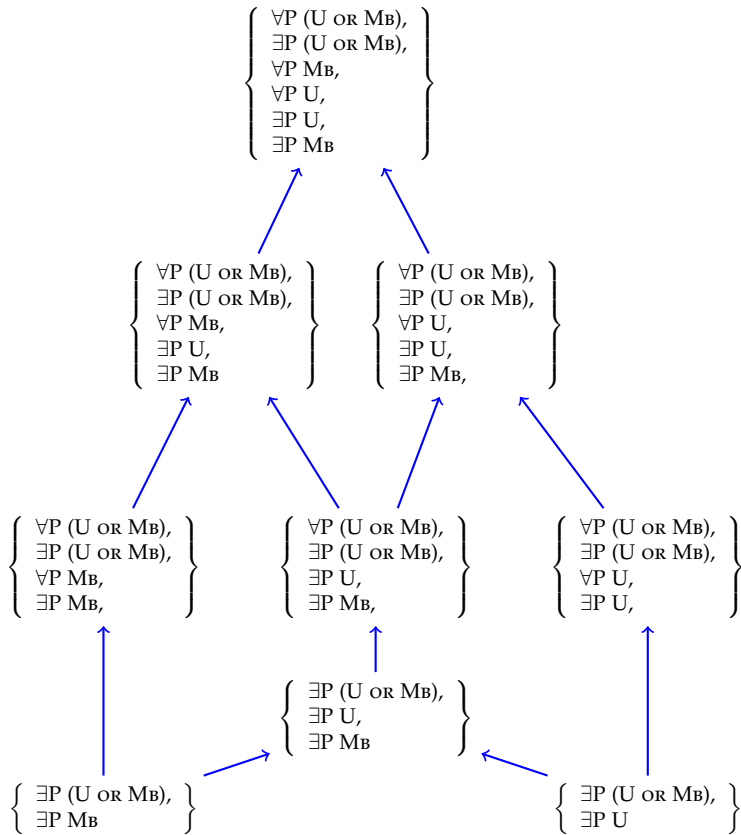 ∀P (U OR MB),
∃P (U OR MB),
∀P MB,
∀P U,
∃P U,
∃P MB
∀P (U OR MB),
∃P (U OR MB),
∀P MB,
∃P U,
∃P MB
∀P (U OR MB),
∃P (U OR MB),
∀P U,
∃P U,
∃P MB,
∀P (U OR MB),
∃P (U OR MB),
∀P MB,
∃P MB,
∀P (U OR MB),
∃P (U OR MB),
∃P U,
∃P MB,
∀P (U OR MB),
∃P (U OR MB),
∀P U,
∃P U,
∃P (U OR MB),
∃P U,
∃P MB
∃P (U OR MB),
∃P MB
∃P (U OR MB),
∃P U